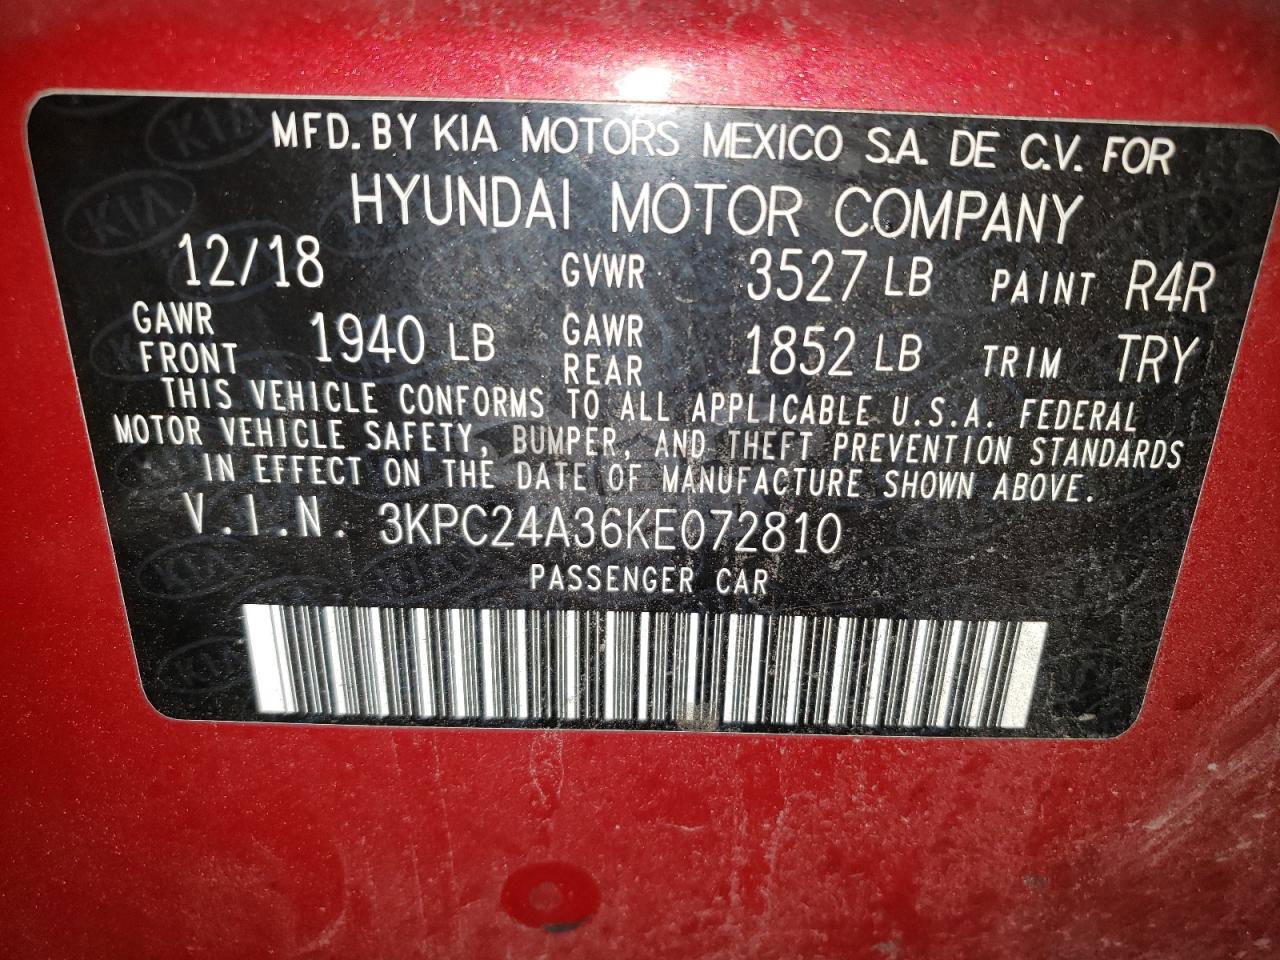 MFD. BY KIA MOTORS MEXICO S.A. DE C.V. FOR
HYUNDAI MOTOR COMPANY
12/18 GVWR 3527 LB PAINT R4R
GAWR FRONT 1940 LB GAWR REAR 1852 LB TRIM TRY
THIS VEHICLE CONFORMS TO ALL APPLICABLE U.S.A. FEDERAL
MOTOR VEHICLE SAFETY, BUMPER, AND THEFT PREVENTION STANDARDS
IN EFFECT ON THE DATE OF MANUFACTURE SHOWN ABOVE.
V.I.N. 3KPC24A36KE072810
PASSENGER CAR